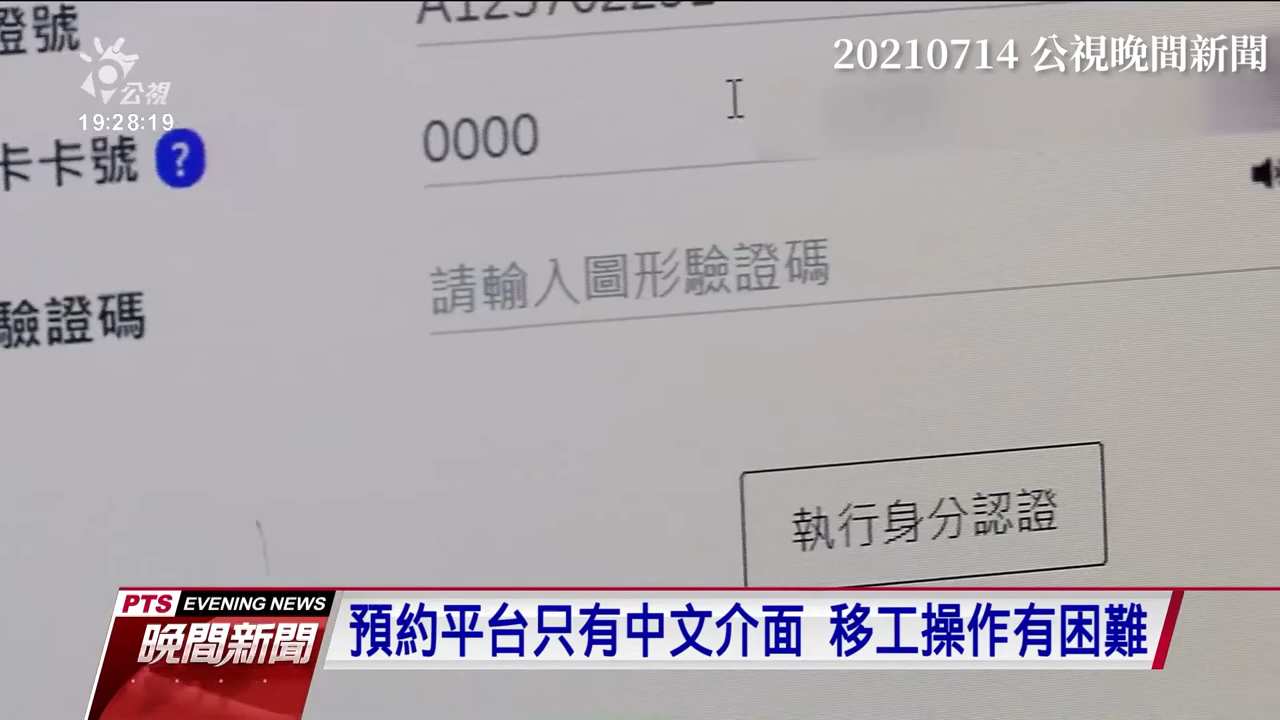 證號
20210714 公視晚間新聞
公視
19:28:19
卡卡號 ?
0000
驗證碼
請輸入圖形驗證碼
執行身分認證
PTS EVENING NEWS
晚間新聞
預約平台只有中文介面 移工操作有困難